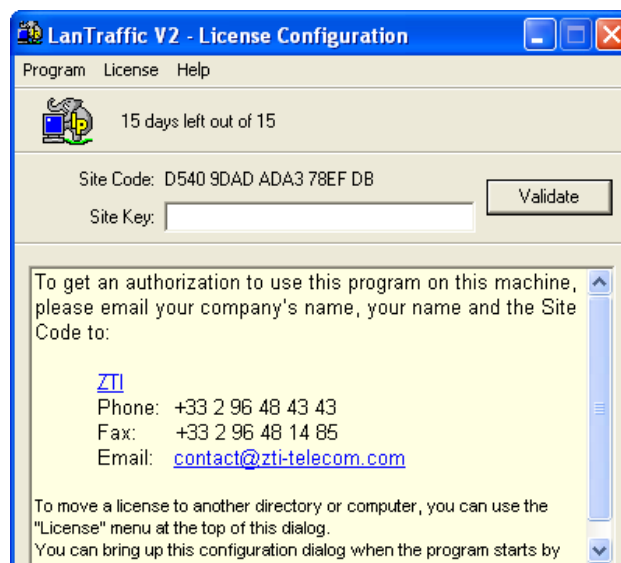 LanTraffic V2 - License Configuration
Program License Help
15 days left out of 15
Site Code: D540 9DAD ADA3 78EF DB
Validate
Site Key:
To get an authorization to use this program on this machine,
please email your company's name, your name and the Site
Code to:
ZTI
Phone: +33 2 96 48 43 43
Fax: +33 2 96 48 14 85
Email: contact@zti-telecom.com
To move a license to another directory or computer, you can use the
"License" menu at the top of this dialog.
You can bring up this configuration dialog when the program starts by